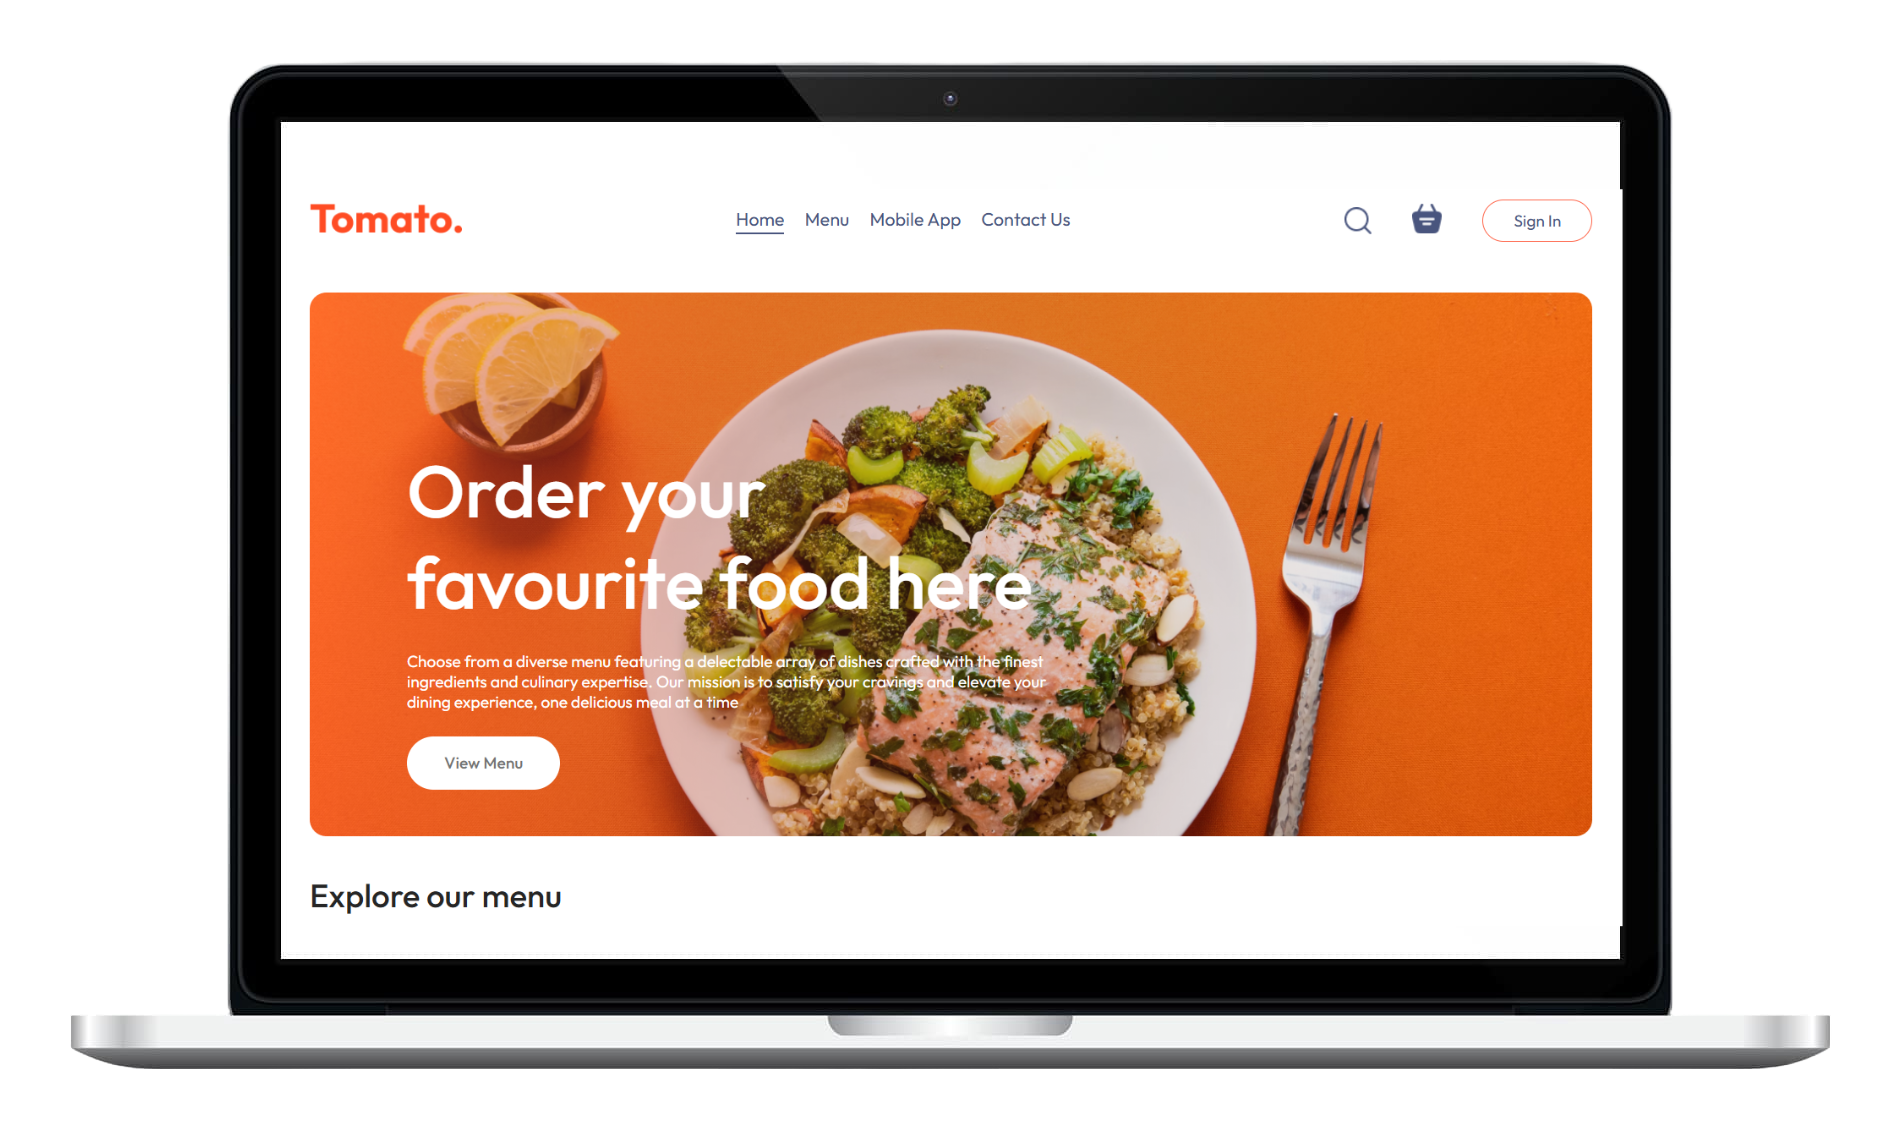 Tomato.
Home Menu Mobile App Contact Us
Sign In
Order your
favourite food here
Choose from a diverse menu featuring a delectable array of dishes crafted with the finest
ingredients and culinary expertise. Our mission is to satisfy your cravings and elevate your
dining experience, one delicious meal at a time
View Menu
Explore our menu